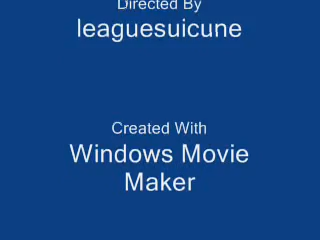 Directed By
leaguesuicune
Created With
Windows Movie
Maker